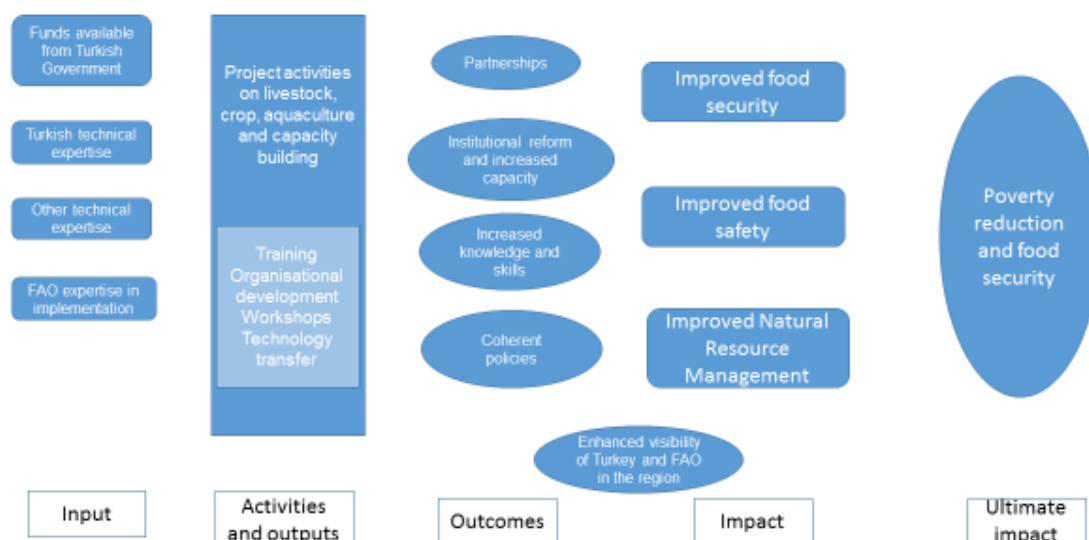 Funds available
from Turkish
Government
Turkish technical
expertise
Other technical
expertise
FAO expertise in
implementation
Project activities
on livestock,
crop, aquaculture
and capacity
building
Training
Organisational
development
Workshops
Technology
transfer
Partnerships
Institutional reform
and increased
capacity
Increased
knowledge and
skills
Coherent
policies
Enhanced visibility
of Turkey and FAO
in the region
Improved food
security
Improved food
safety
Improved Natural
Resource
Management
Poverty
reduction
and food
security
Input
Activities
and outputs
Outcomes
Impact
Ultimate
impact